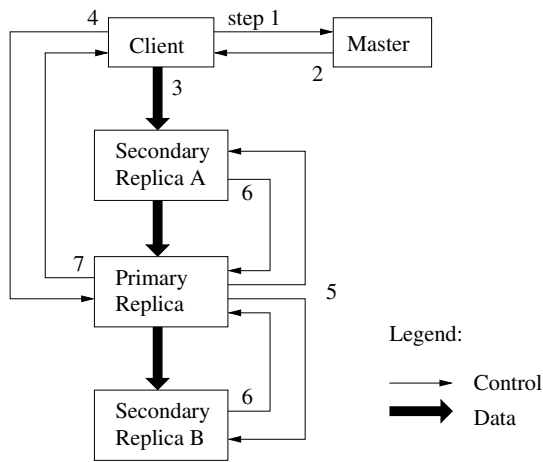 4
step 1
Client
Master
2
3
Secondary
Replica A
6
7
Primary
Replica
5
Legend:
6
Control
Secondary
Replica B
Data